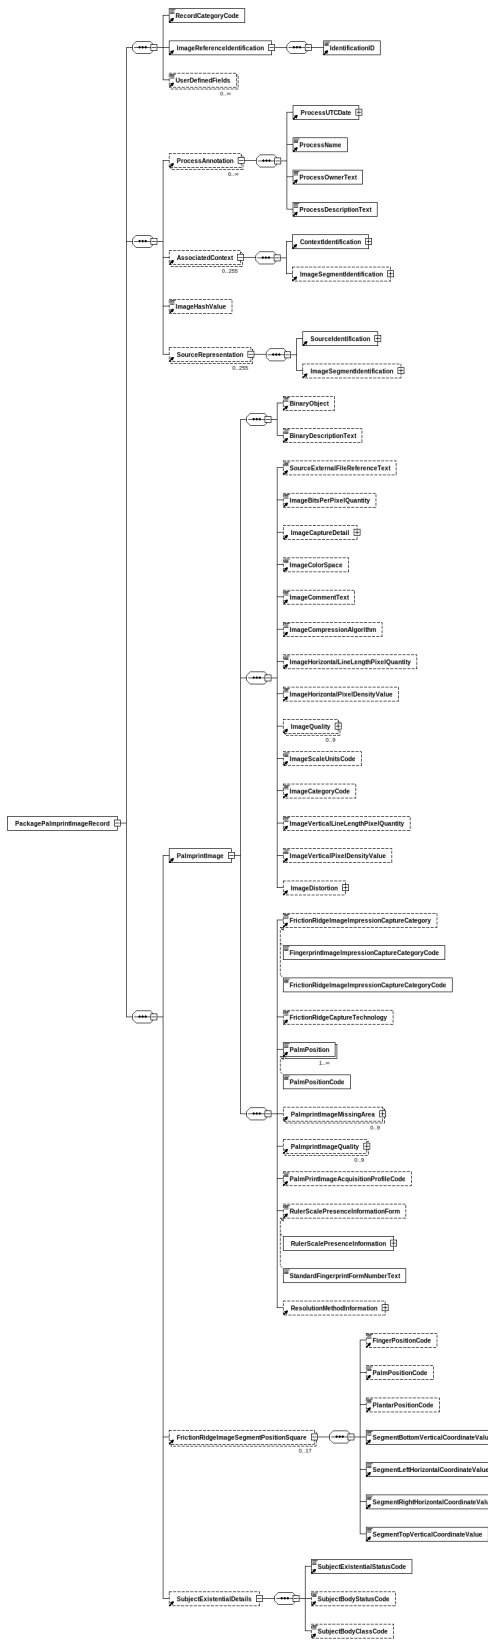 RecordCategoryCode
ImageReferenceIdentification
IdentificationID
UserDefinedFields
0..∞
ProcessUTCDate
ProcessName
ProcessAnnotation
0..∞
ProcessOwnerText
ProcessDescriptionText
ContextIdentification
AssociatedContext
0..255
ImageSegmentIdentification
ImageHashValue
SourceIdentification
SourceRepresentation
0..255
ImageSegmentIdentification
BinaryObject
BinaryDescriptionText
SourceExternalFileReferenceText
ImageBitsPerPixelQuantity
ImageCaptureDetail
ImageColorSpace
ImageCommentText
ImageCompressionAlgorithm
ImageHorizontalLineLengthPixelQuantity
ImageHorizontalPixelDensityValue
ImageQuality
0..9
ImageScaleUnitsCode
ImageCategoryCode
PackagePalmprintImageRecord
ImageVerticalLineLengthPixelQuantity
PalmprintImage
ImageVerticalPixelDensityValue
ImageDistortion
FrictionRidgeImageImpressionCaptureCategory
FingerprintImageImpressionCaptureCategoryCode
FrictionRidgeImageImpressionCaptureCategoryCode
FrictionRidgeCaptureTechnology
PalmPosition
1..∞
PalmPositionCode
PalmprintImageMissingArea
0..9
PalmprintImageQuality
0..9
PalmPrintImageAcquisitionProfileCode
RulerScalePresenceInformationForm
RulerScalePresenceInformation
StandardFingerprintFormNumberText
ResolutionMethodInformation
FingerPositionCode
PalmPositionCode
PlantarPositionCode
FrictionRidgeImageSegmentPositionSquare
0..17
SegmentBottomVerticalCoordinateValu
SegmentLeftHorizontalCoordinateValue
SegmentRightHorizontalCoordinateValu
SegmentTopVerticalCoordinateValue
SubjectExistentialStatusCode
SubjectExistentialDetails
SubjectBodyStatusCode
SubjectBodyClassCode